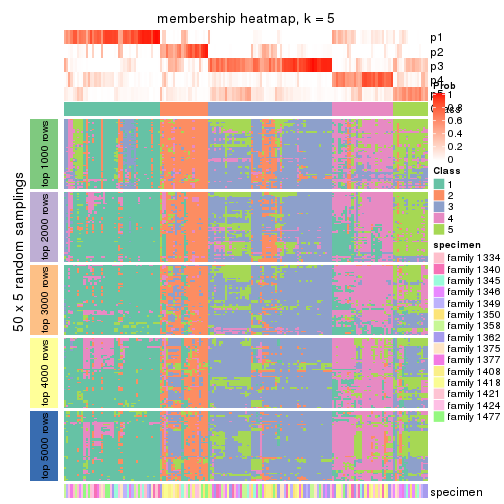 membership heatmap, k = 5
p1
p2
p3
p4
p5
Prob
1
0.8
0.6
0.4
0.2
0
Class
1
2
3
4
5
specimen
family 1334
family 1340
family 1345
family 1346
family 1349
family 1350
family 1358
family 1362
family 1375
family 1377
family 1408
family 1418
family 1421
family 1424
family 1477
50 x 5 random samplings
top 1000 rows
top 2000 rows
top 3000 rows
top 4000 rows
top 5000 rows
specimen